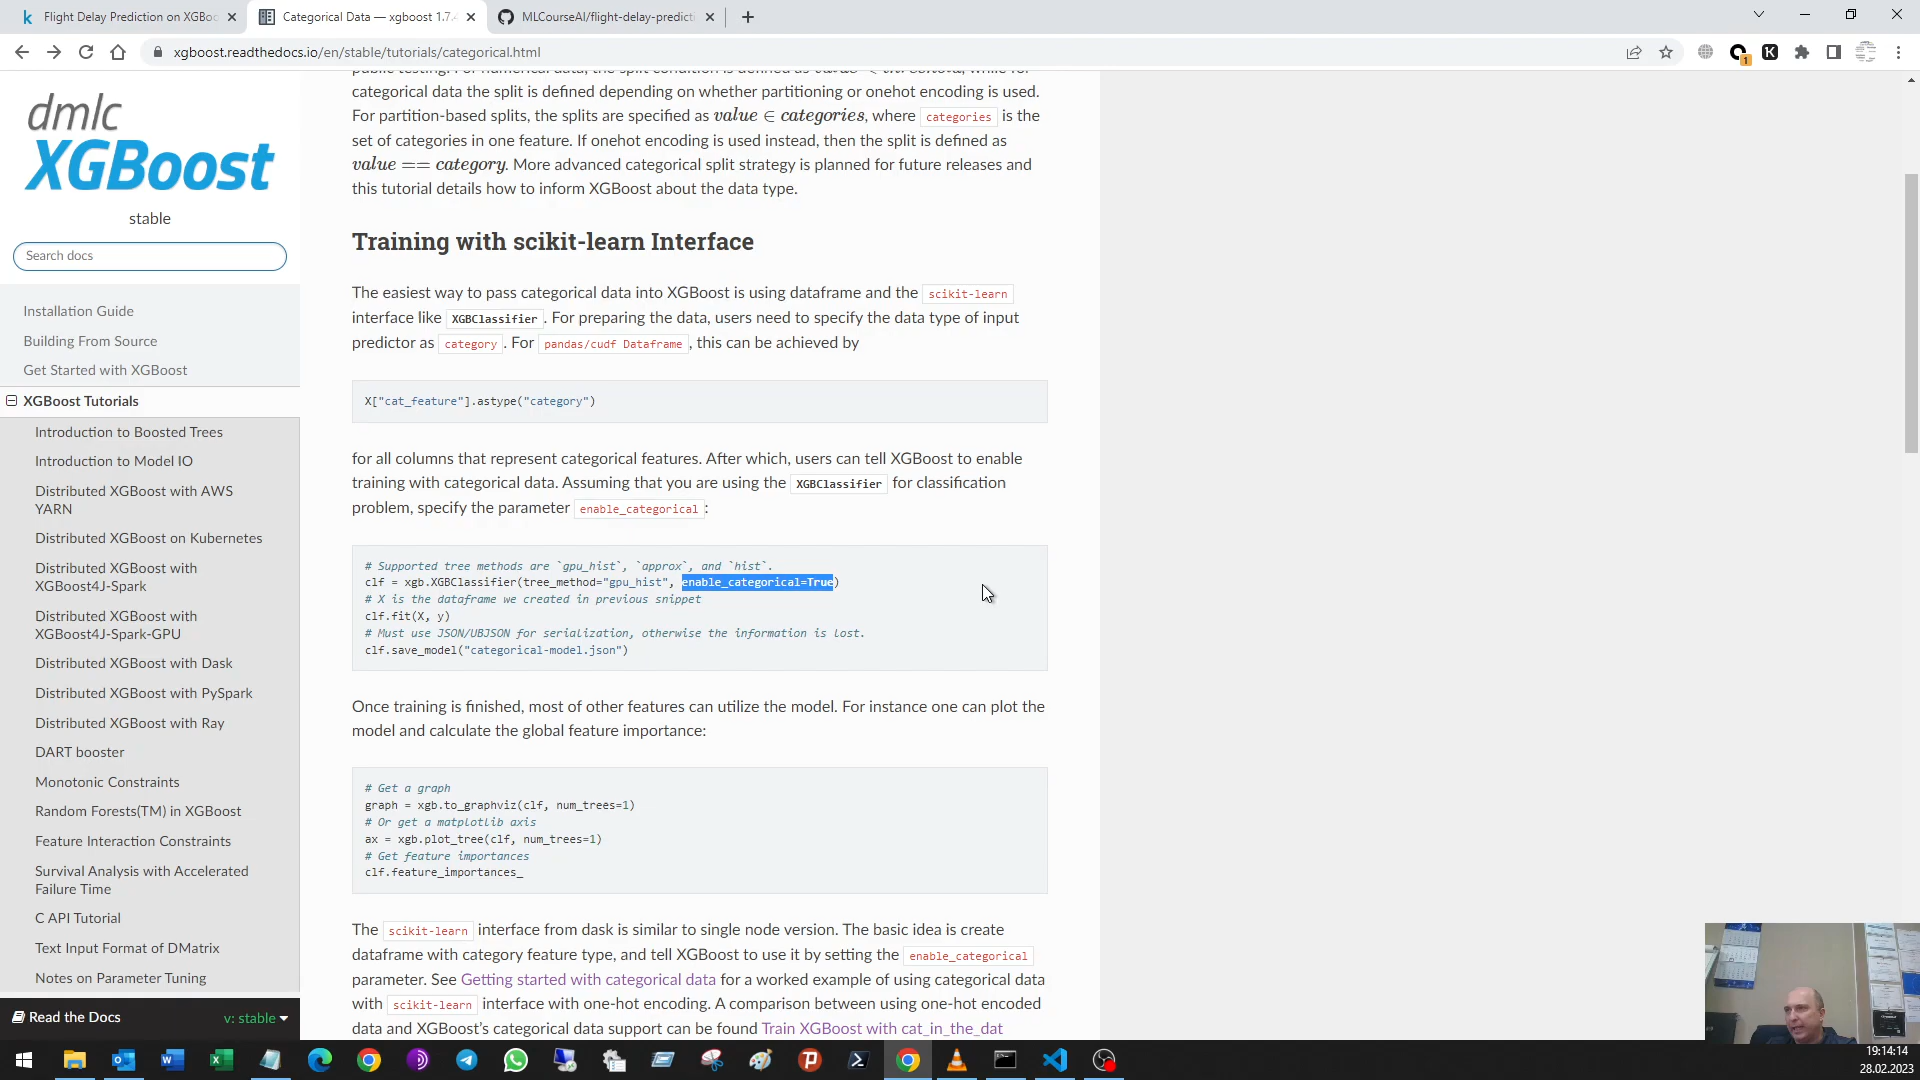 Flight Delay Prediction on XGBoo
Categorical Data — xgboost 1.7.
MLCourseAI/flight-delay-predicti
xgboost.readthedocs.io/en/stable/tutorials/categorical.html
1
dmlc
XGBoost
stable
Search docs
Installation Guide
Building From Source
Get Started with XGBoost
XGBoost Tutorials
Introduction to Boosted Trees
Introduction to Model IO
Distributed XGBoost with AWS
YARN
Distributed XGBoost on Kubernetes
Distributed XGBoost with
XGBoost4J-Spark
Distributed XGBoost with
XGBoost4J-Spark-GPU
Distributed XGBoost with Dask
Distributed XGBoost with PySpark
Distributed XGBoost with Ray
DART booster
Monotonic Constraints
Random Forests(TM) in XGBoost
Feature Interaction Constraints
Survival Analysis with Accelerated
Failure Time
C API Tutorial
Text Input Format of DMatrix
Notes on Parameter Tuning
Read the Docs
v: stable
public testing. For numerical data, the split condition is defined as value < threshold, while for
categorical data the split is defined depending on whether partitioning or onehot encoding is used.
For partition-based splits, the splits are specified as value ∈ categories, where categories is the
set of categories in one feature. If onehot encoding is used instead, then the split is defined as
value == category. More advanced categorical split strategy is planned for future releases and
this tutorial details how to inform XGBoost about the data type.
Training with scikit-learn Interface
The easiest way to pass categorical data into XGBoost is using dataframe and the scikit-learn
interface like XGBClassifier. For preparing the data, users need to specify the data type of input
predictor as category. For pandas/cudf Dataframe, this can be achieved by
X["cat_feature"].astype("category")
for all columns that represent categorical features. After which, users can tell XGBoost to enable
training with categorical data. Assuming that you are using the XGBClassifier for classification
problem, specify the parameter enable_categorical:
# Supported tree methods are `gpu_hist`, `approx`, and `hist`.
clf = xgb.XGBClassifier(tree_method="gpu_hist", enable_categorical=True)
# X is the dataframe we created in previous snippet
clf.fit(X, y)
# Must use JSON/UBJSON for serialization, otherwise the information is lost.
clf.save_model("categorical-model.json")
Once training is finished, most of other features can utilize the model. For instance one can plot the
model and calculate the global feature importance:
# Get a graph
graph = xgb.to_graphviz(clf, num_trees=1)
# Or get a matplotlib axis
ax = xgb.plot_tree(clf, num_trees=1)
# Get feature importances
clf.feature_importances_
The scikit-learn interface from dask is similar to single node version. The basic idea is create
dataframe with category feature type, and tell XGBoost to use it by setting the enable_categorical
parameter. See Getting started with categorical data for a worked example of using categorical data
with scikit-learn interface with one-hot encoding. A comparison between using one-hot encoded
data and XGBoost's categorical data support can be found Train XGBoost with cat_in_the_dat
19:14:14
28.02.2023